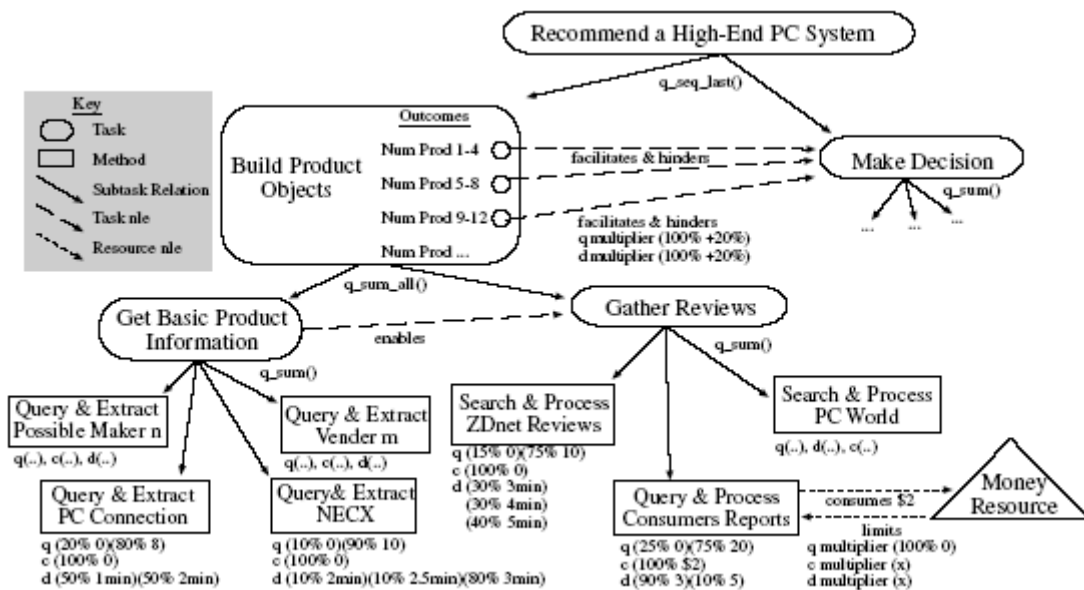 Recommend a High-End PC System
q_seq_last()
Key
Task
Method
Subtask Relation
Task nle
Resource nle
Build Product
Objects
Outcomes
Num Prod 1-4
Num Prod 5-8
Num Prod 9-12
Num Prod ...
facilitates & hinders
facilitates & hinders
q multiplier (100% +20%)
d multiplier (100% +20%)
Make Decision
q_sum()
...
...
...
q_sum_all()
Get Basic Product
Information
enables
Gather Reviews
q_sum()
q_sum()
Query & Extract
Possible Maker n
q(..), c(..), d(..)
Query & Extract
Vender m
q(..), c(..), d(..)
Query & Extract
PC Connection
q (20% 0)(80% 8)
c (100% 0)
d (50% 1min)(50% 2min)
Query& Extract
NECX
q (10% 0)(90% 10)
c (100% 0)
d (10% 2min)(10% 2.5min)(80% 3min)
Search & Process
ZDnet Reviews
q (15% 0)(75% 10)
c (100% 0)
d (30% 3min)
(30% 4min)
(40% 5min)
Search & Process
PC World
q(..), d(..), c(..)
Query & Process
Consumers Reports
q (25% 0)(75% 20)
c (100% $2)
d (90% 3)(10% 5)
consumes $2
limits
q multiplier (100% 0)
c multiplier (x)
d multiplier (x)
Money
Resource